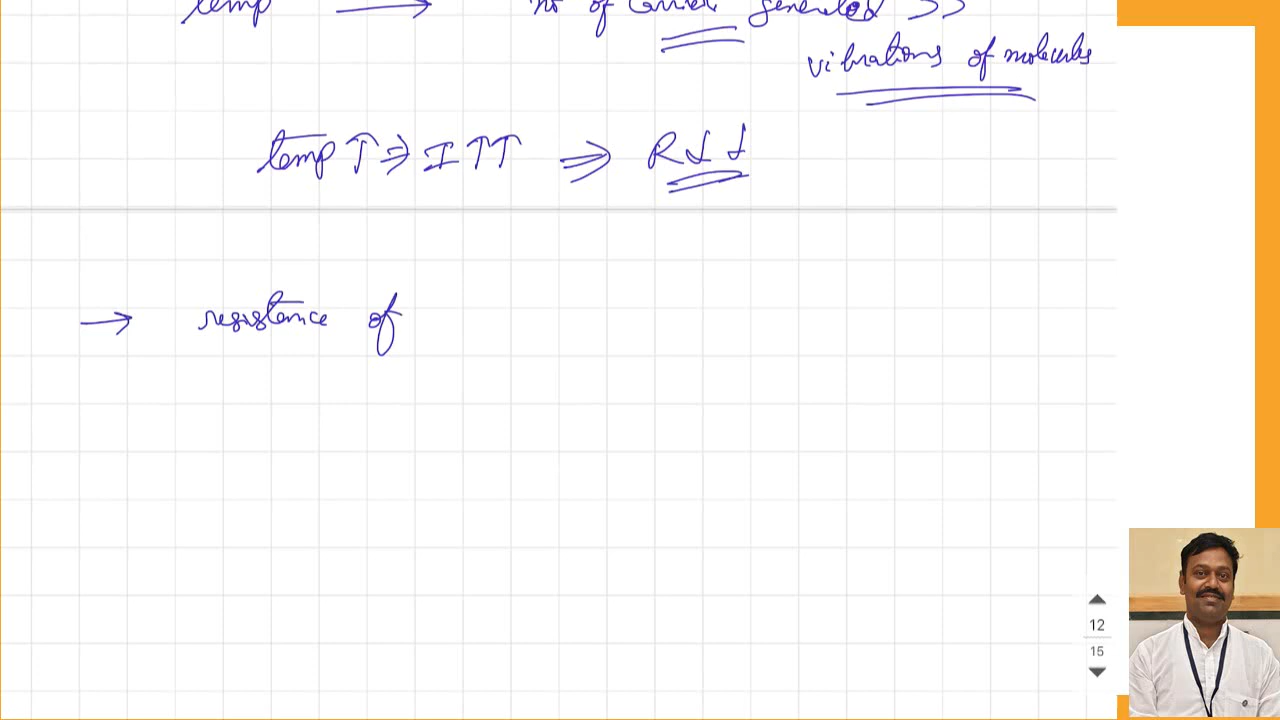 temp → no of carriers generated >>
vibrations of molecules
temp ↑ ⇒ I ↑↑ ⇒ R ↓↓
→ resistance of
12
15